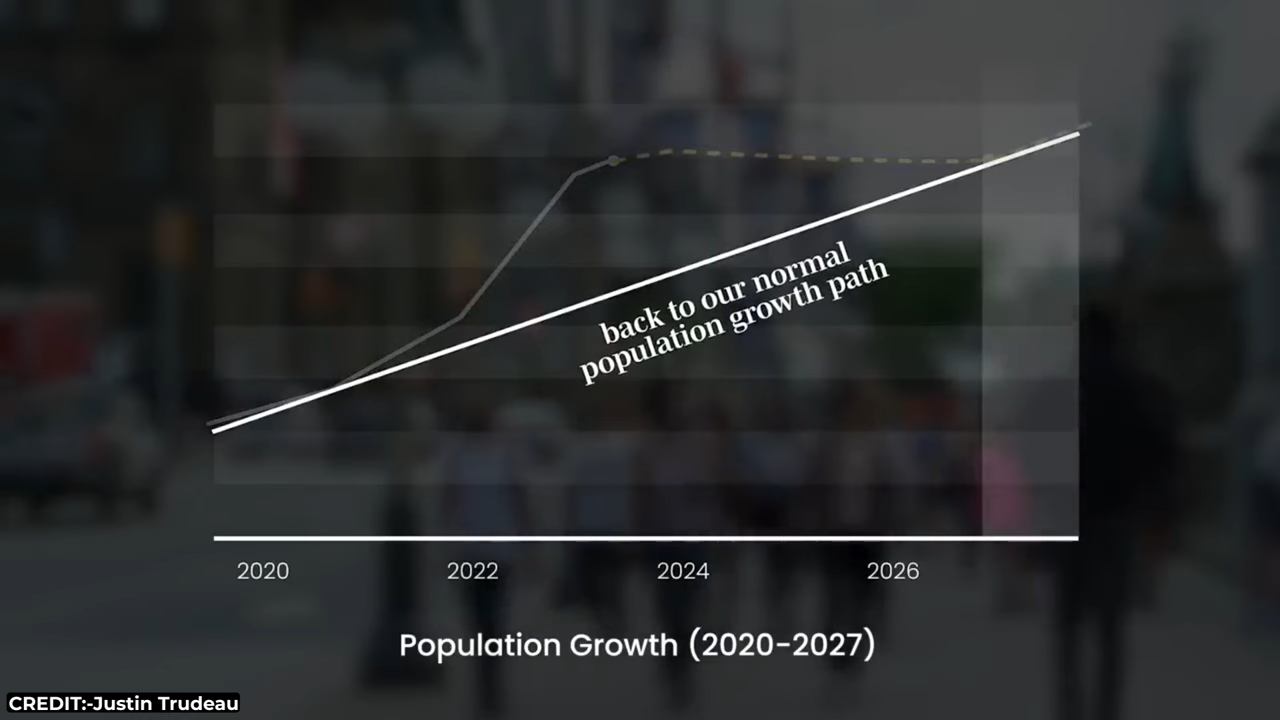 back to our normal
population growth path
2020 2022 2024 2026
Population Growth (2020-2027)
CREDIT:-Justin Trudeau